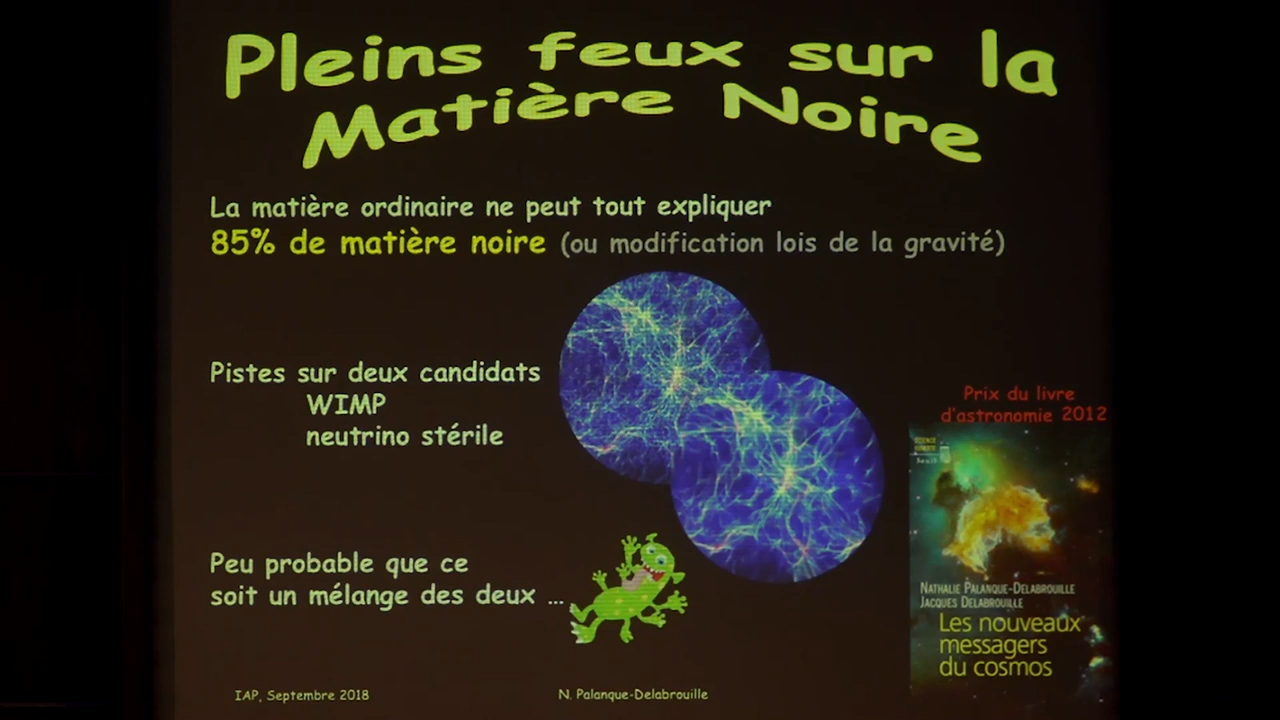 Pleins feux sur la
Matière Noire
La matière ordinaire ne peut tout expliquer
85% de matière noire (ou modification lois de la gravité)
Pistes sur deux candidats
WIMP
neutrino stérile
Prix du livre
d'astronomie 2012
SCIENCE
OUVERTE
Seuil
NATHALIE PALANQUE-DELABROUILLE
JACQUES DELABROUILLE
Les nouveaux
messagers
du cosmos
Peu probable que ce
soit un mélange des deux ...
IAP, Septembre 2018
N. Palanque-Delabrouille